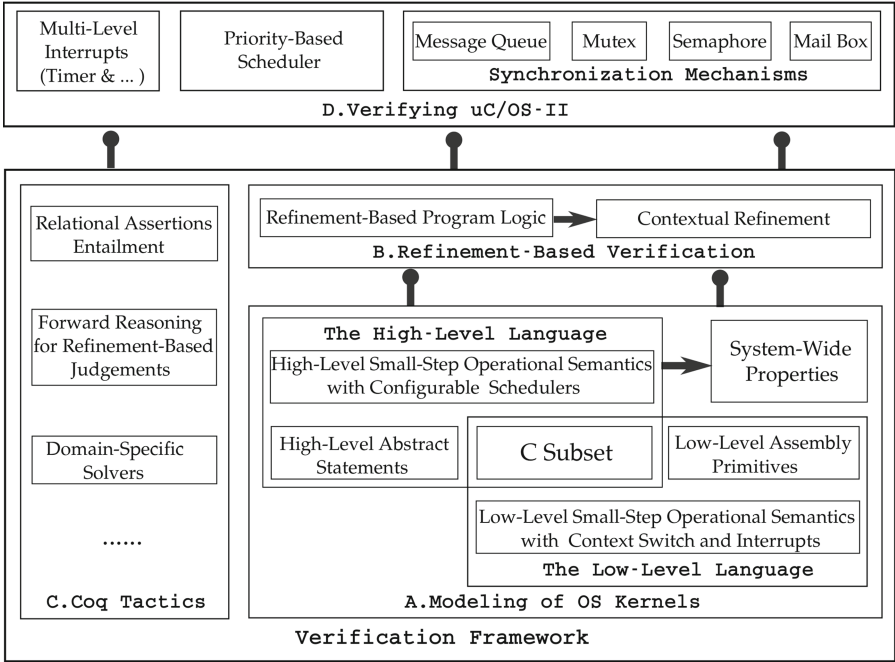 Multi-Level
Interrupts
(Timer & ... )
Priority-Based
Scheduler
Message Queue
Mutex
Semaphore
Mail Box
Synchronization Mechanisms
D.Verifying uC/OS-II
Relational Assertions
Entailment
Forward Reasoning
for Refinement-Based
Judgements
Domain-Specific
Solvers
......
C.Coq Tactics
Refinement-Based Program Logic
Contextual Refinement
B.Refinement-Based Verification
The High-Level Language
High-Level Small-Step Operational Semantics
with Configurable Schedulers
System-Wide
Properties
High-Level Abstract
Statements
C Subset
Low-Level Assembly
Primitives
Low-Level Small-Step Operational Semantics
with Context Switch and Interrupts
The Low-Level Language
A.Modeling of OS Kernels
Verification Framework